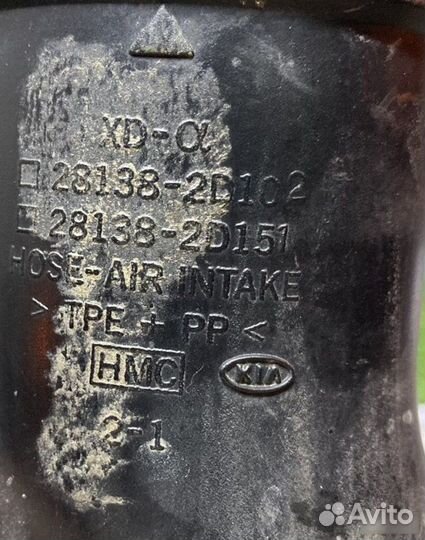 XD-α
28138-2D102
28138-2D151
HOSE-AIR INTAKE
> TPE + PP <
HMC KIA
2-1
Avito